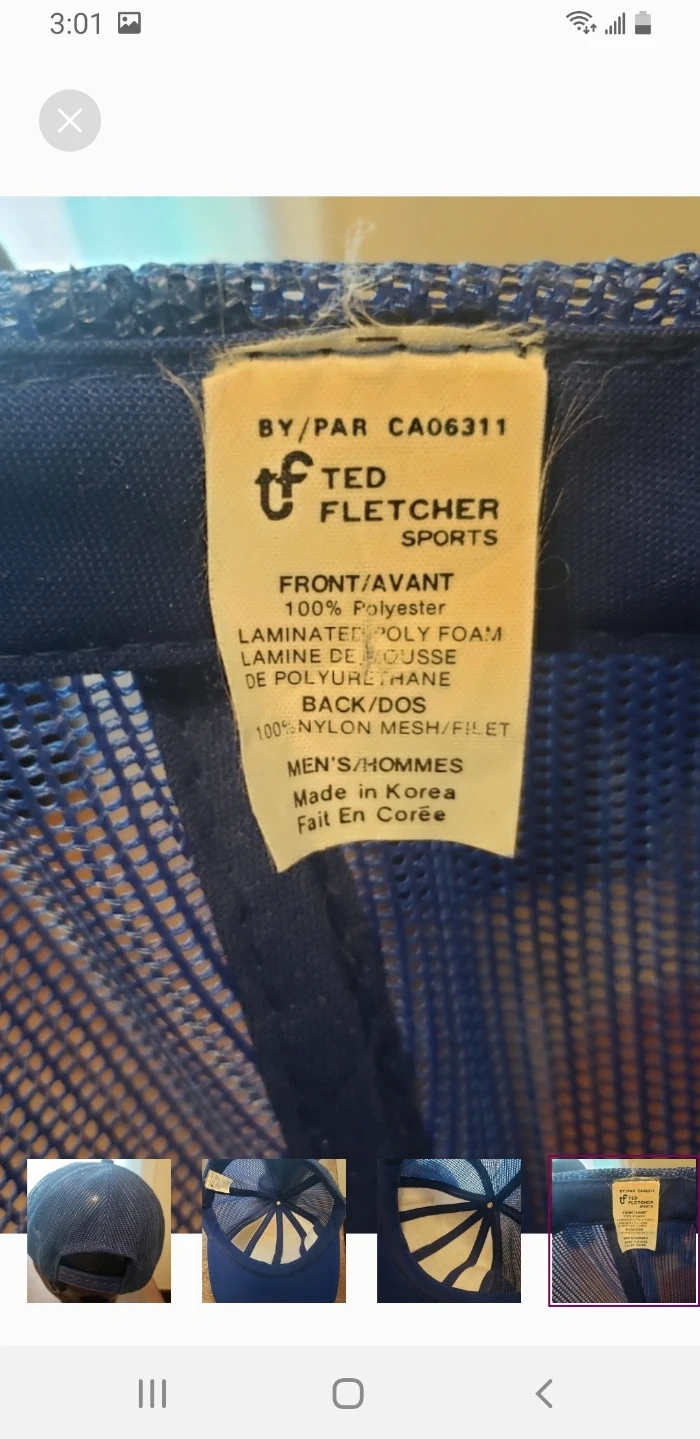 3:01
BY/PAR CA06311
tf TED
FLETCHER
SPORTS
FRONT/AVANT
100% Polyester
LAMINATED POLY FOAM
LAMINE DE MOUSSE
DE POLYURETHANE
BACK/DOS
100% NYLON MESH/FILET
MEN'S/HOMMES
Made in Korea
Fait En Corēe